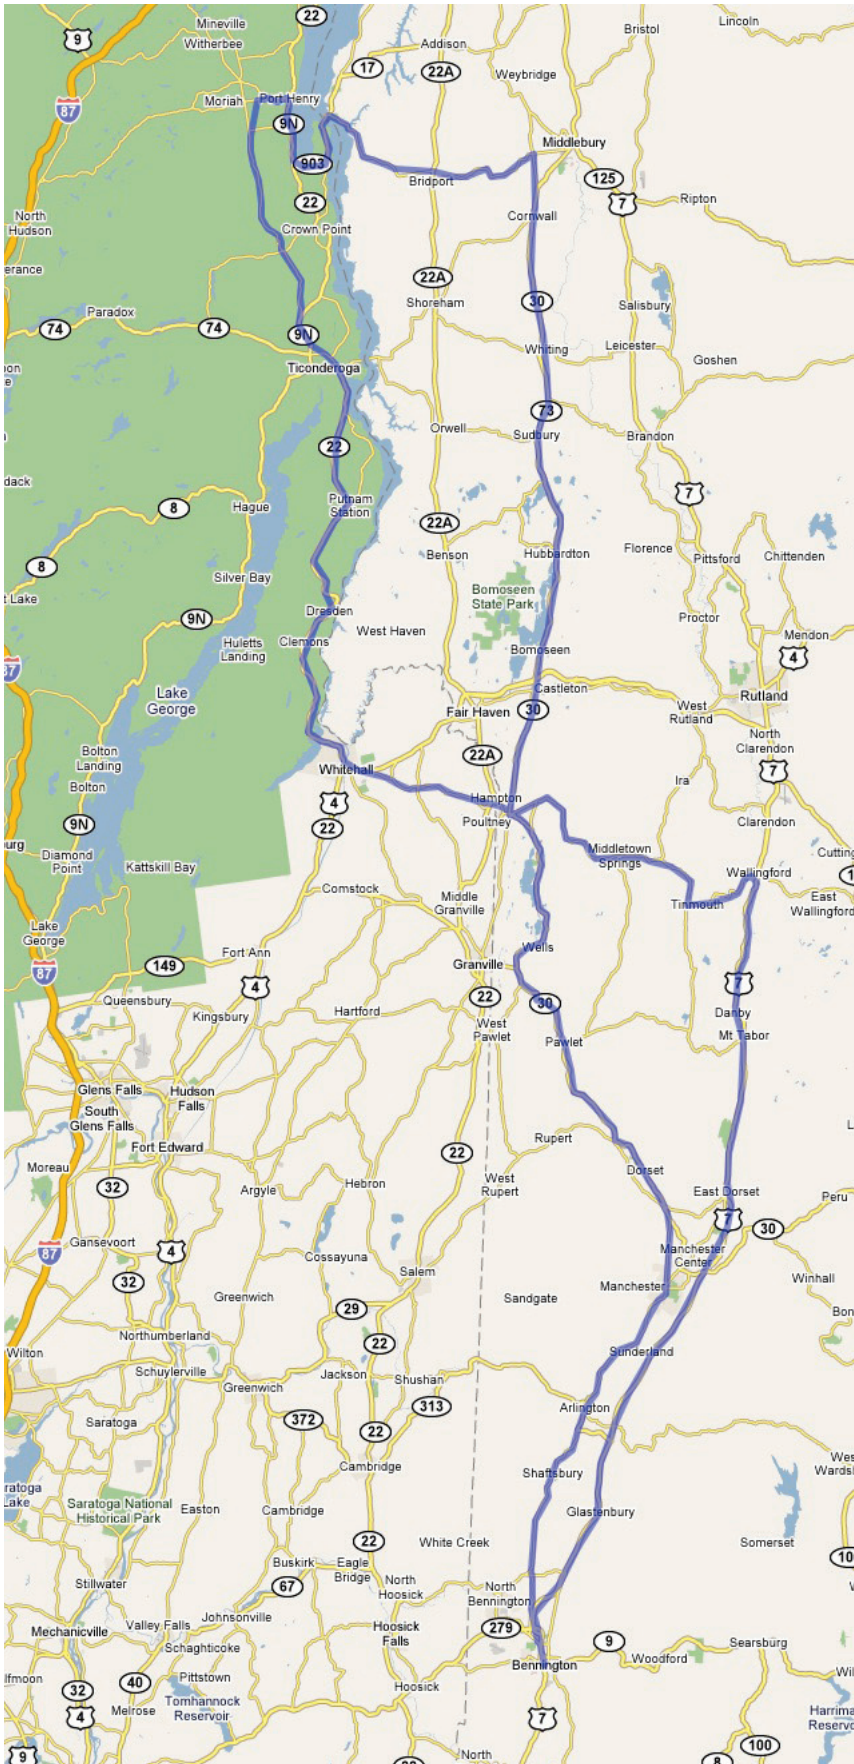 22
Mineville
Lincoln
Bristol
9
Witherbee
Addison
17
22A
Weybridge
87
Moriah
Port Henry
9N
Middlebury
903
125
Bridport
22
7
Ripton
North
Hudson
Cornwall
Crown Point
erance
22A
Paradox
Shoreham
30
Salisbury
74
74
9N
Whiting
Leicester
Goshen
Ticonderoga
73
Orwell
Sudbury
Brandon
22
dack
Putnam
Station
7
8
Hague
22A
Florence
Pittsford
Chittenden
Benson
Hubbardton
8
Silver Bay
Bomoseen
State Park
t Lake
9N
Dresden
Proctor
West Haven
Mendon
Huletts
Landing
Clemons
Bomoseen
4
87
Lake
George
Castleton
Rutland
Fair Haven
30
West
Rutland
Bolton
Landing
22A
North
Clarendon
Whitehall
7
Bolton
Ira
4
Hampton
9N
22
Poultney
Clarendon
burg
Diamond
Point
Kattskill Bay
Middletown
Springs
Cutting
Wallingford
Comstock
Middle
Granville
Tinmouth
East
Wallingford
Lake
George
Fort Ann
Wells
87
149
Granville
4
7
Queensbury
22
30
Kingsbury
Hartford
Danby
West
Pawlet
Pawlet
Mt Tabor
Glens Falls
Hudson
Falls
South
Glens Falls
Fort Edward
Rupert
22
Moreau
Dorset
32
Argyle
Hebron
West
Rupert
East Dorset
Peru
7
30
Gansevoort
4
87
Cossayuna
Manchester
Center
Salem
32
Manchester
Winhall
Greenwich
Sandgate
29
Northumberland
22
Wilton
Sunderland
Schuylerville
Jackson
Shushan
Greenwich
313
Arlington
372
Saratoga
22
Cambridge
Shaftsbury
Saratoga National
Historical Park
Easton
Cambridge
Glastenbury
22
White Creek
Somerset
Buskirk
Eagle
Bridge
Stillwater
67
North
Hoosick
North
Bennington
Johnsonville
Mechanicville
Valley Falls
Hoosick
Falls
279
9
Searsburg
Schaghticoke
Bennington
Woodford
lfmoon
40
Pittstown
32
Hoosick
Melrose
Tomhannock
Reservoir
4
7
100
9
North
8